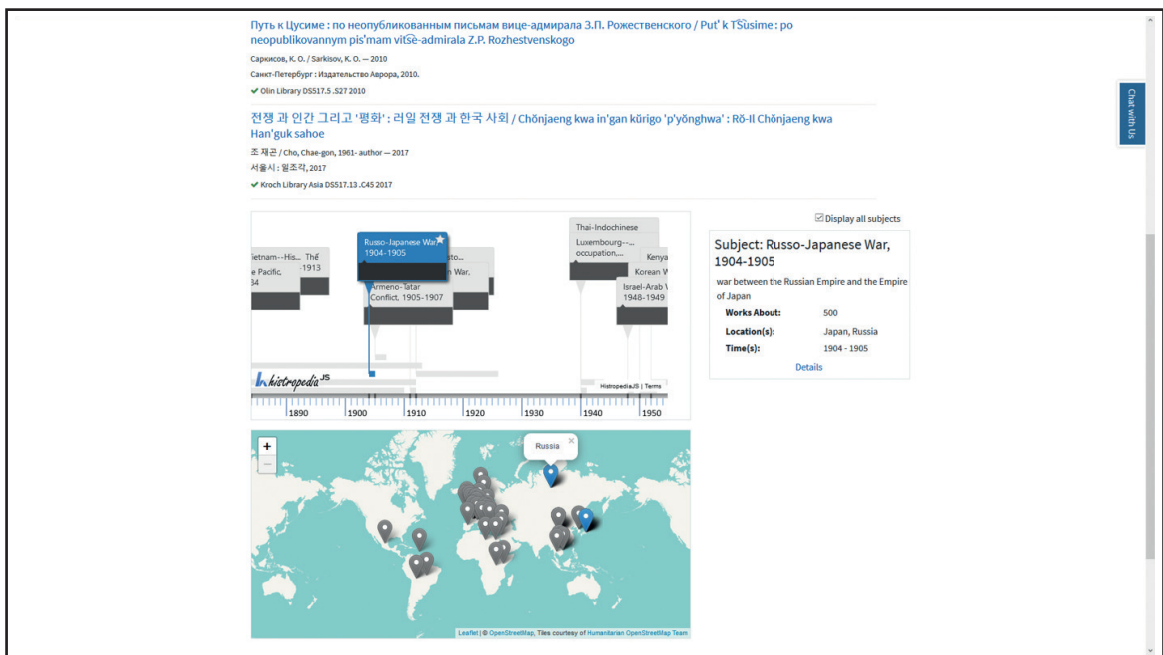 Путь к Цусиме : по неопубликованным письмам вице-адмирала З.П. Рожественского / Put' k T͡Susime: po
neopublikovannym pis'mam vit͡se-admirala Z.P. Rozhestvenskogo
Саркисов, К. О. / Sarkisov, K. O. — 2010
Санкт-Петербург : Издательство Аврора, 2010.
✔ Olin Library DS517.5 .S27 2010
전쟁 과 인간 그리고 '평화' : 러일 전쟁 과 한국 사회 / Chŏnjaeng kwa in'gan kŭrigo 'p'yŏnghwa' : Rŏ-Il Chŏnjaeng kwa
Han'guk sahoe
조 재곤 / Cho, Chae-gon, 1961- author — 2017
서울시 : 일조각, 2017
✔ Kroch Library Asia DS517.13 .C45 2017
Chat with Us
Display all subjects
Thai-Indochinese
Luxembourg--...
occupation,...
Russo-Japanese War,
1904-1905
ietnam--His...
The
-1913
e Pacific,
34
sto...
n War,
Armeno-Tatar
Conflict, 1905-1907
Kenya
Korean W
Israel-Arab
1948-1949
histropedia JS
HistropediaJS | Terms
1890 1900 1910 1920 1930 1940 1950
Subject: Russo-Japanese War,
1904-1905
war between the Russian Empire and the Empire
of Japan
Works About: 500
Location(s): Japan, Russia
Time(s): 1904 - 1905
Details
+
−
Russia ×
Leaflet | © OpenStreetMap, Tiles courtesy of Humanitarian OpenStreetMap Team